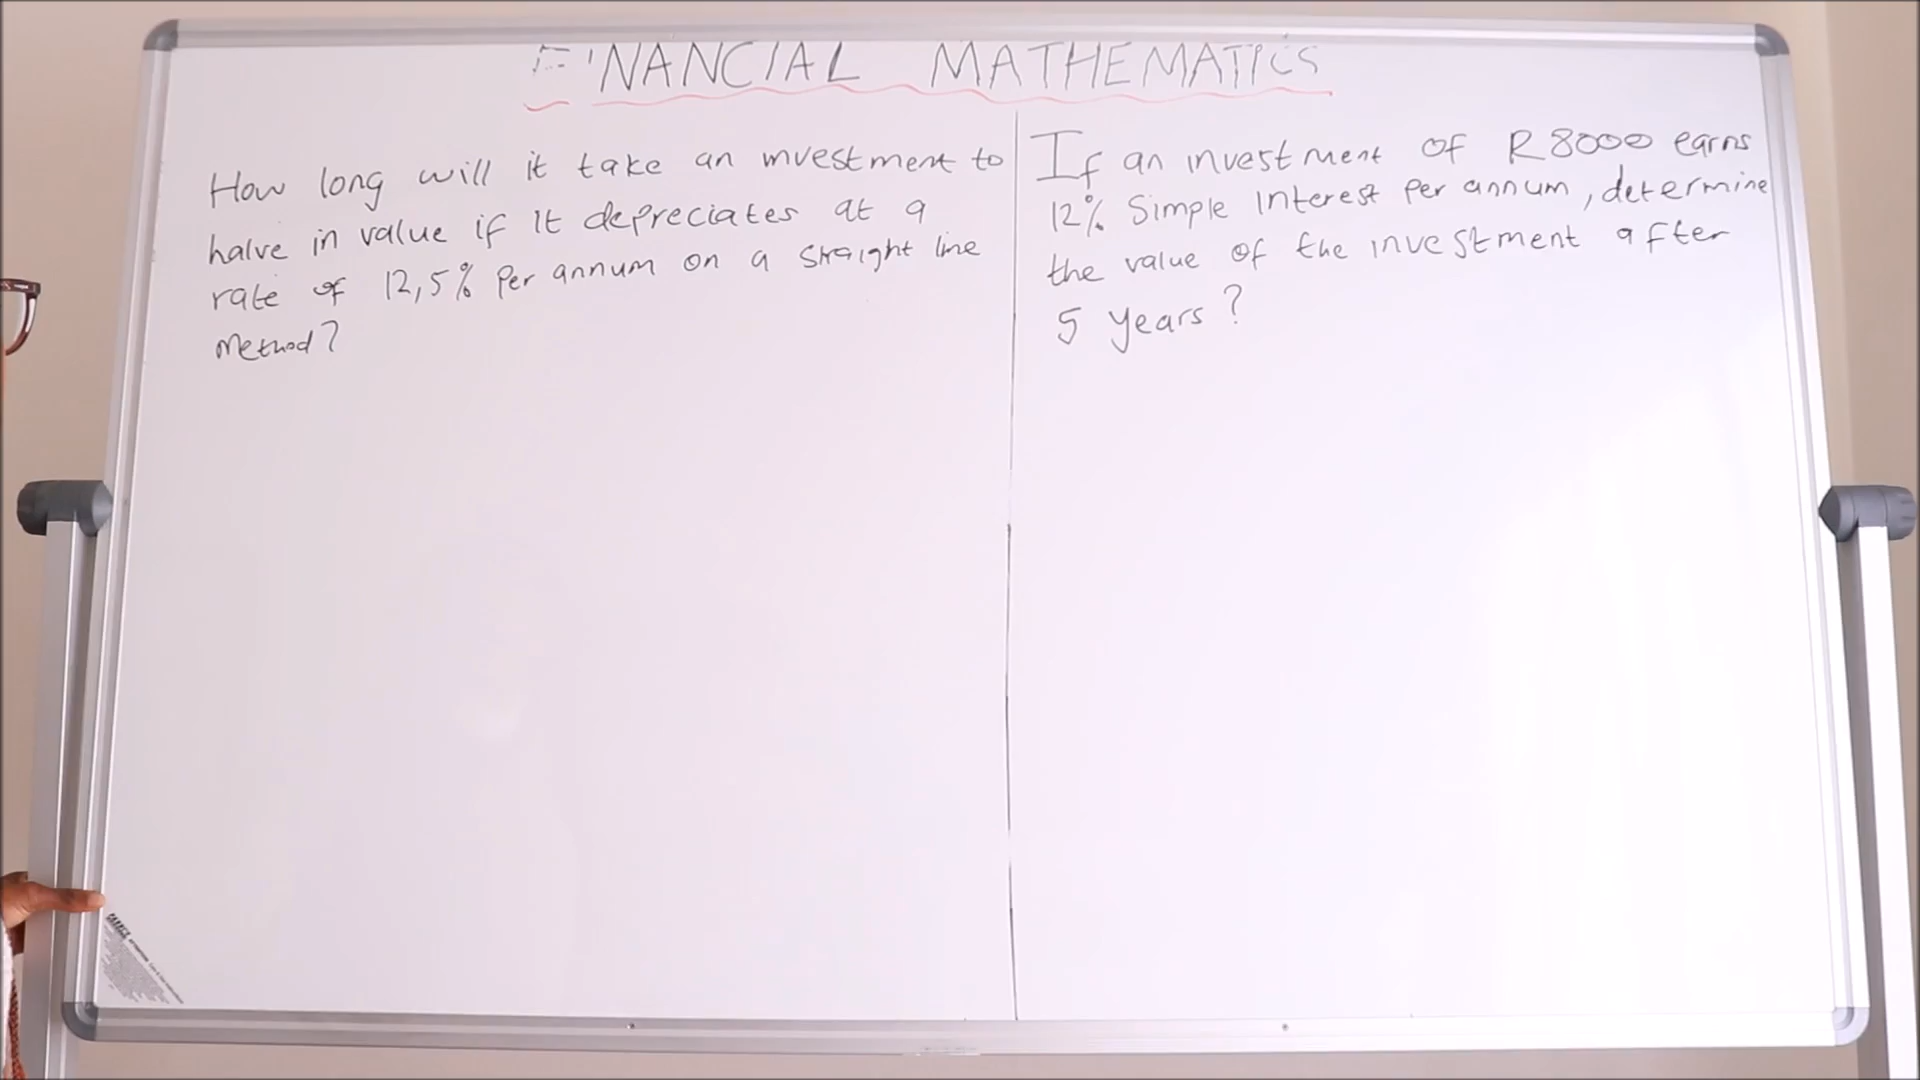 FINANCIAL MATHEMATICS
How long will it take an investment to
halve in value if it depreciates at a
rate of 12,5% per annum on a straight line
method?
If an investment of R8000 earns
12% Simple Interest per annum, determine
the value of the investment after
5 years?